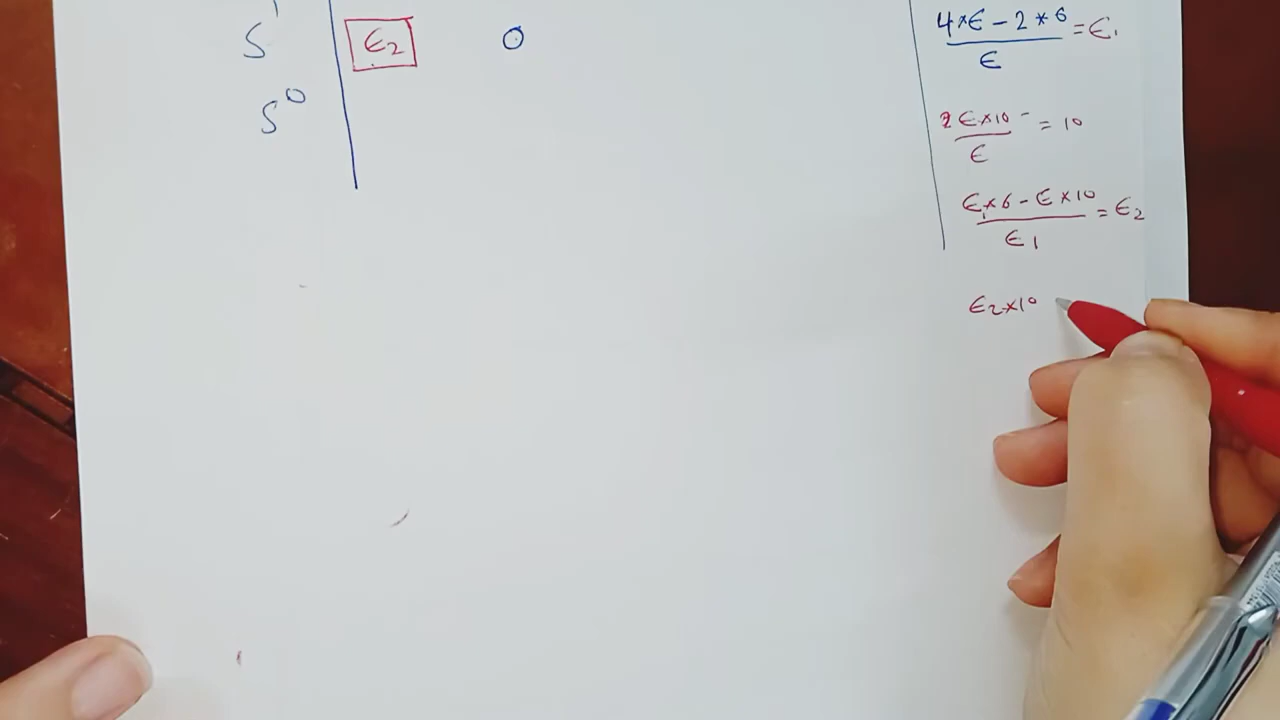 S¹ | ϵ₂ 0
S⁰
4×ϵ - 2*6 / ϵ = ϵ₁
2ϵ×10 - / ϵ = 10
ϵ₁×6 - ϵ×10 / ϵ1 = ϵ₂
ϵ₂×10